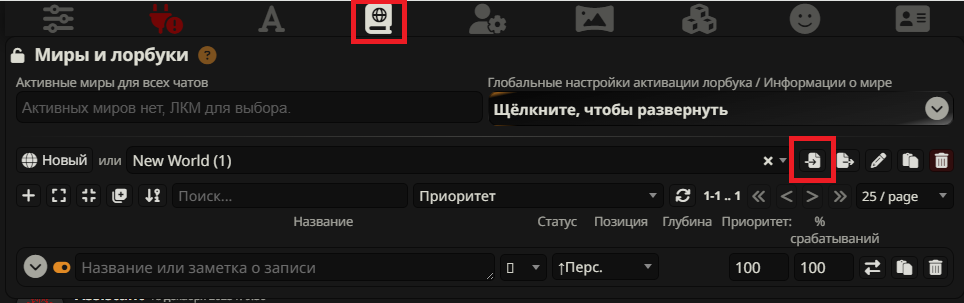 Миры и лорбуки ?
Активные миры для всех чатов
Глобальные настройки активации лорбука / Информации о мире
Активных миров нет, ЛКМ для выбора.
Щёлкните, чтобы развернуть
Новый или New World (1)
Поиск... Приоритет 1-1 .. 1 25 / page
Название Статус Позиция Глубина Приоритет: %
срабатываний
Название или заметка о записи ↑Перс. 100 100